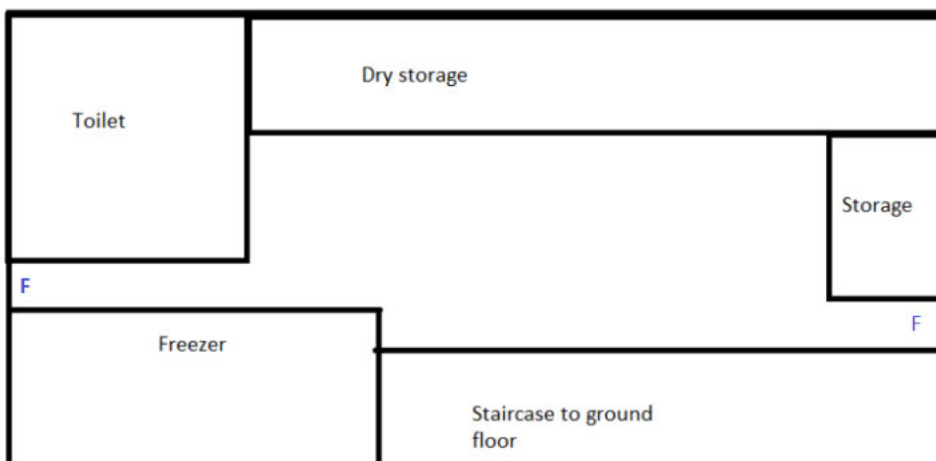 Dry storage
Toilet
Storage
F
F
Freezer
Staircase to ground
floor